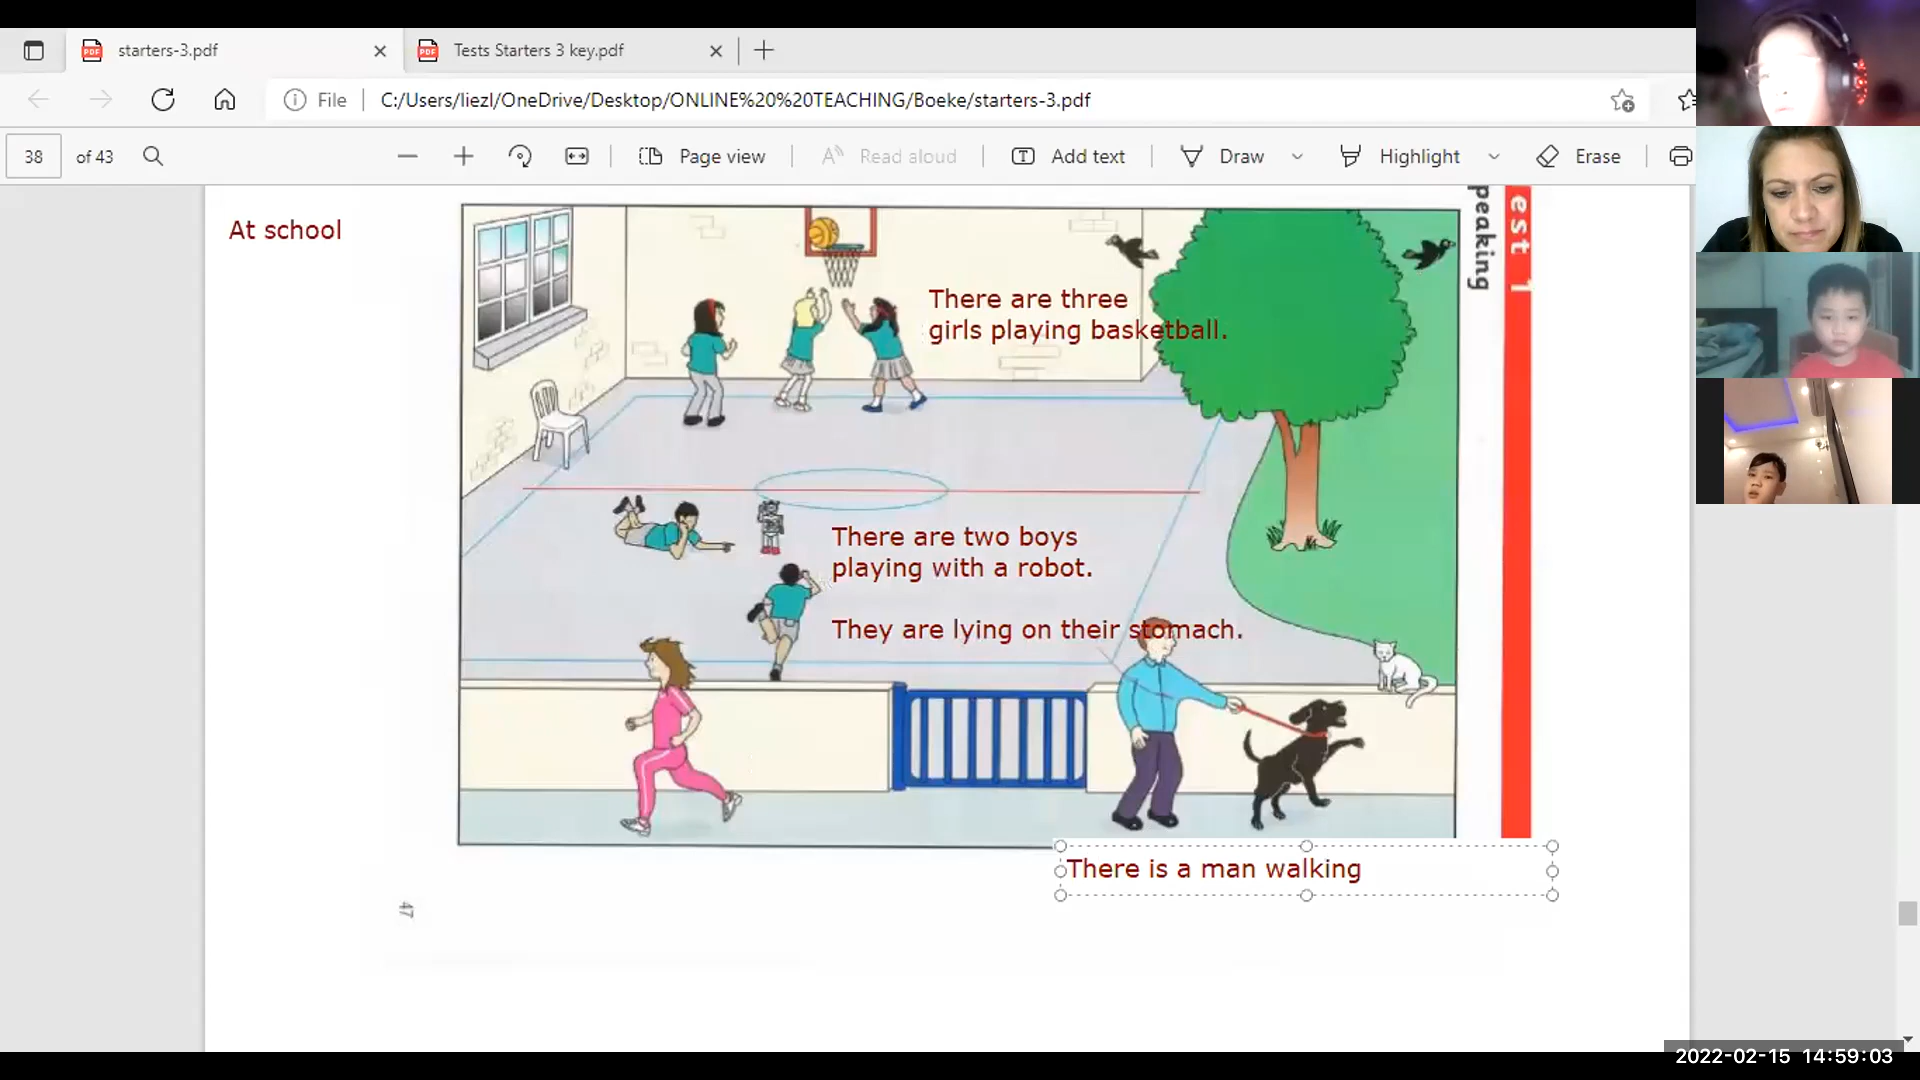 starters-3.pdf
Tests Starters 3 key.pdf
File
C:/Users/liezl/OneDrive/Desktop/ONLINE%20%20TEACHING/Boeke/starters-3.pdf
38 of 43
Page view
Read aloud
Add text
Draw
Highlight
Erase
At school
est 1
peaking
There are three
girls playing basketball.
There are two boys
playing with a robot.
They are lying on their stomach.
There is a man walking
47
2022-02-15 14:59:03